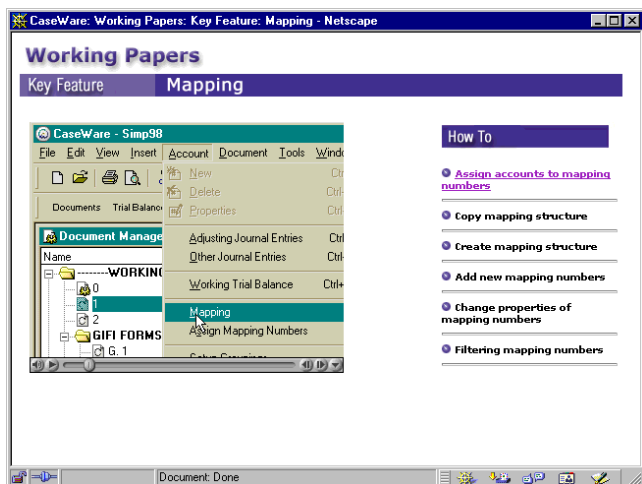 CaseWare: Working Papers: Key Feature: Mapping - Netscape
Working Papers
Key Feature Mapping
CaseWare - Simp98
File Edit View Insert Account Document Tools
New
Delete
Properties
Documents Trial Balance
Document Manage
Name
Adjusting Journal Entries
Other Journal Entries
Working Trial Balance Ctrl+
Mapping
Assign Mapping Numbers
-------WORKING
0
1
2
GIFI FORMS
G. 1
How To
Assign accounts to mapping
numbers
Copy mapping structure
Create mapping structure
Add new mapping numbers
Change properties of
mapping numbers
Filtering mapping numbers
Document: Done